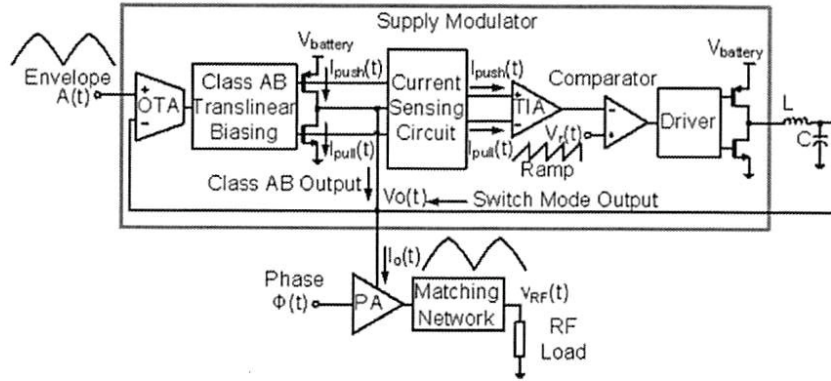 Supply Modulator
Envelope
A(t)
+
OTA
-
Class AB
Translinear
Biasing
Vbattery
Ipush(t)
Ipull(t)
Current
Sensing
Circuit
Ipush(t)
Ipull(t)
+
TIA
-
Comparator
-
+
Vr(t)
Ramp
Driver
Vbattery
L
C
Class AB Output
Vo(t)
Switch Mode Output
Io(t)
Phase
Φ(t)
PA
Matching
Network
vRF(t)
RF
Load